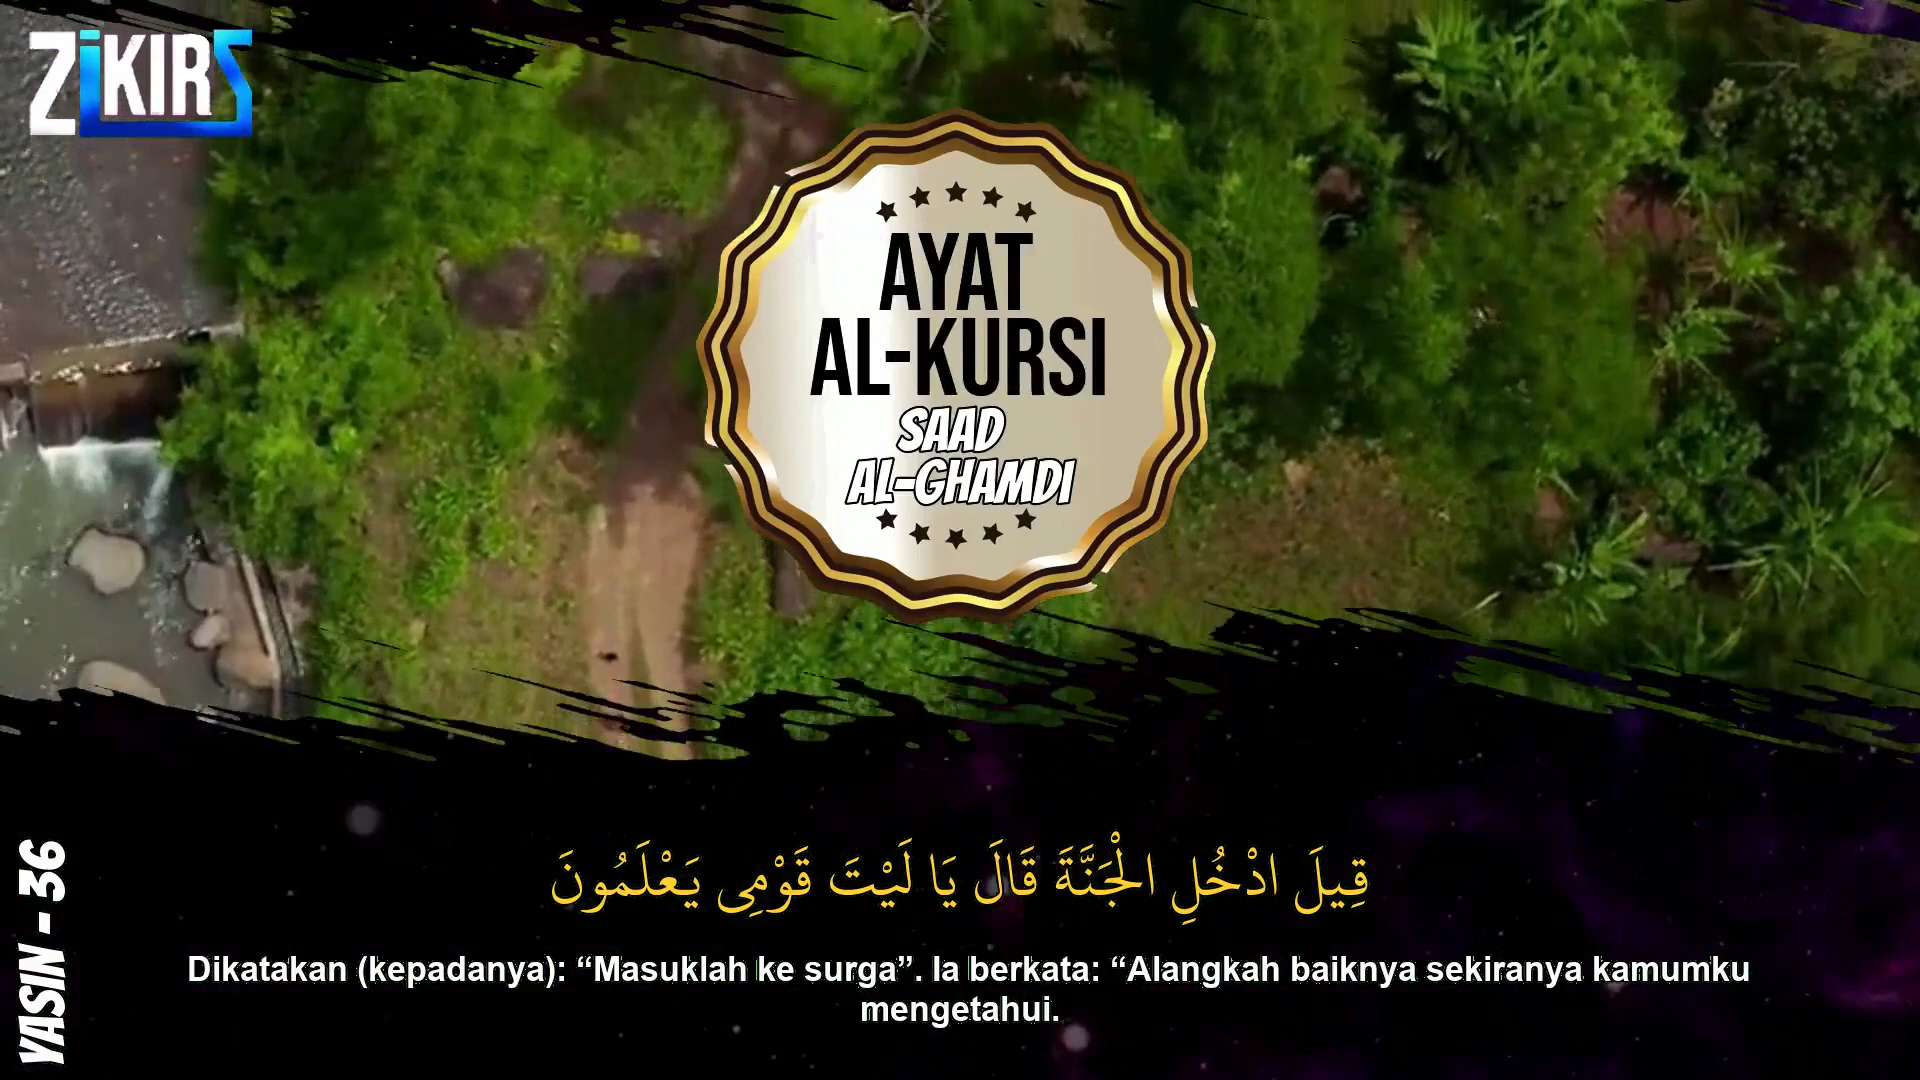 ZiKIRS
AYAT
AL-KURSI
SAAD
AL-GHAMDI
قِيلَ ادْخُلِ الْجَنَّةَ قَالَ يَا لَيْتَ قَوْمِى يَعْلَمُونَ
Dikatakan (kepadanya): “Masuklah ke surga”. Ia berkata: “Alangkah baiknya sekiranya kamumku
mengetahui.
YASIN - 36